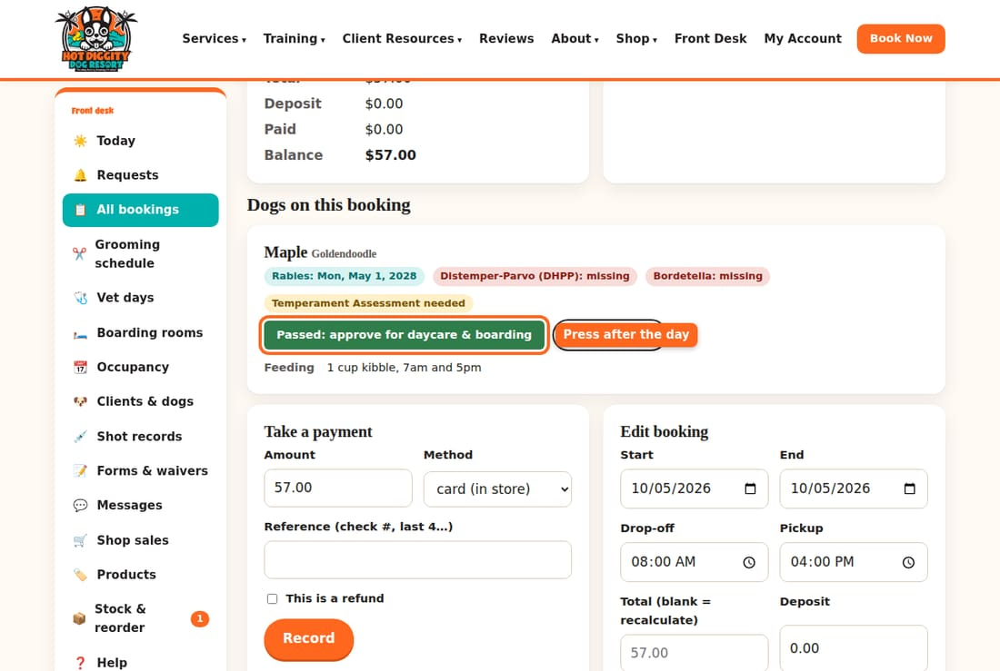 HOT DIGGITY
DOG RESORT
Services ▾
Training ▾
Client Resources ▾
Reviews
About ▾
Shop ▾
Front Desk
My Account
Book Now
Front desk
Today
Requests
All bookings
Grooming
schedule
Vet days
Boarding rooms
Occupancy
Clients & dogs
Shot records
Forms & waivers
Messages
Shop sales
Products
Stock &
reorder
1
Help
Deposit $0.00
Paid $0.00
Balance $57.00
Dogs on this booking
Maple Goldendoodle
Rabies: Mon, May 1, 2028 Distemper-Parvo (DHPP): missing Bordetella: missing
Temperament Assessment needed
Passed: approve for daycare & boarding Press after the day
Feeding 1 cup kibble, 7am and 5pm
Take a payment
Amount Method
57.00 card (in store)
Reference (check #, last 4…)
This is a refund
Record
Edit booking
Start End
10/05/2026 10/05/2026
Drop-off Pickup
08:00 AM 04:00 PM
Total (blank = Deposit
recalculate)
57.00 0.00